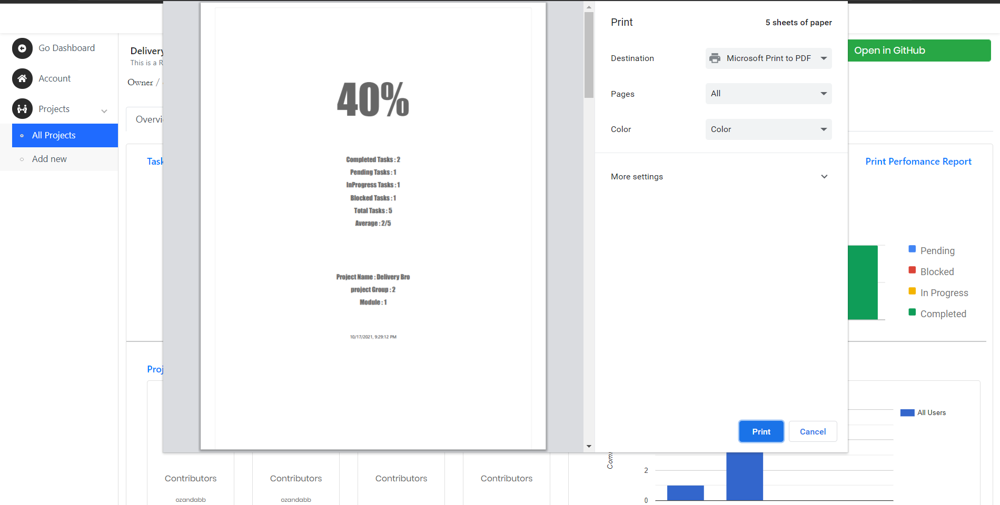 Go Dashboard
Account
Projects
All Projects
Add new
Delivery
This is a R
Owner /
Overvi
Task
40%
Completed Tasks : 2
Pending Tasks : 1
InProgress Tasks : 1
Blocked Tasks : 1
Total Tasks : 5
Average : 2/5
Project Name : Delivery Bro
project Group : 2
Module : 1
10/17/2021, 9:29:12 PM
Print
5 sheets of paper
Destination
Microsoft Print to PDF
Pages
All
Color
Color
More settings
Print
Cancel
Open in GitHub
Print Perfomance Report
Pending
Blocked
In Progress
Completed
Proj
Contributors
ozandabb
Contributors
ozandabb
Contributors
Contributors
All Users
Com
2
0